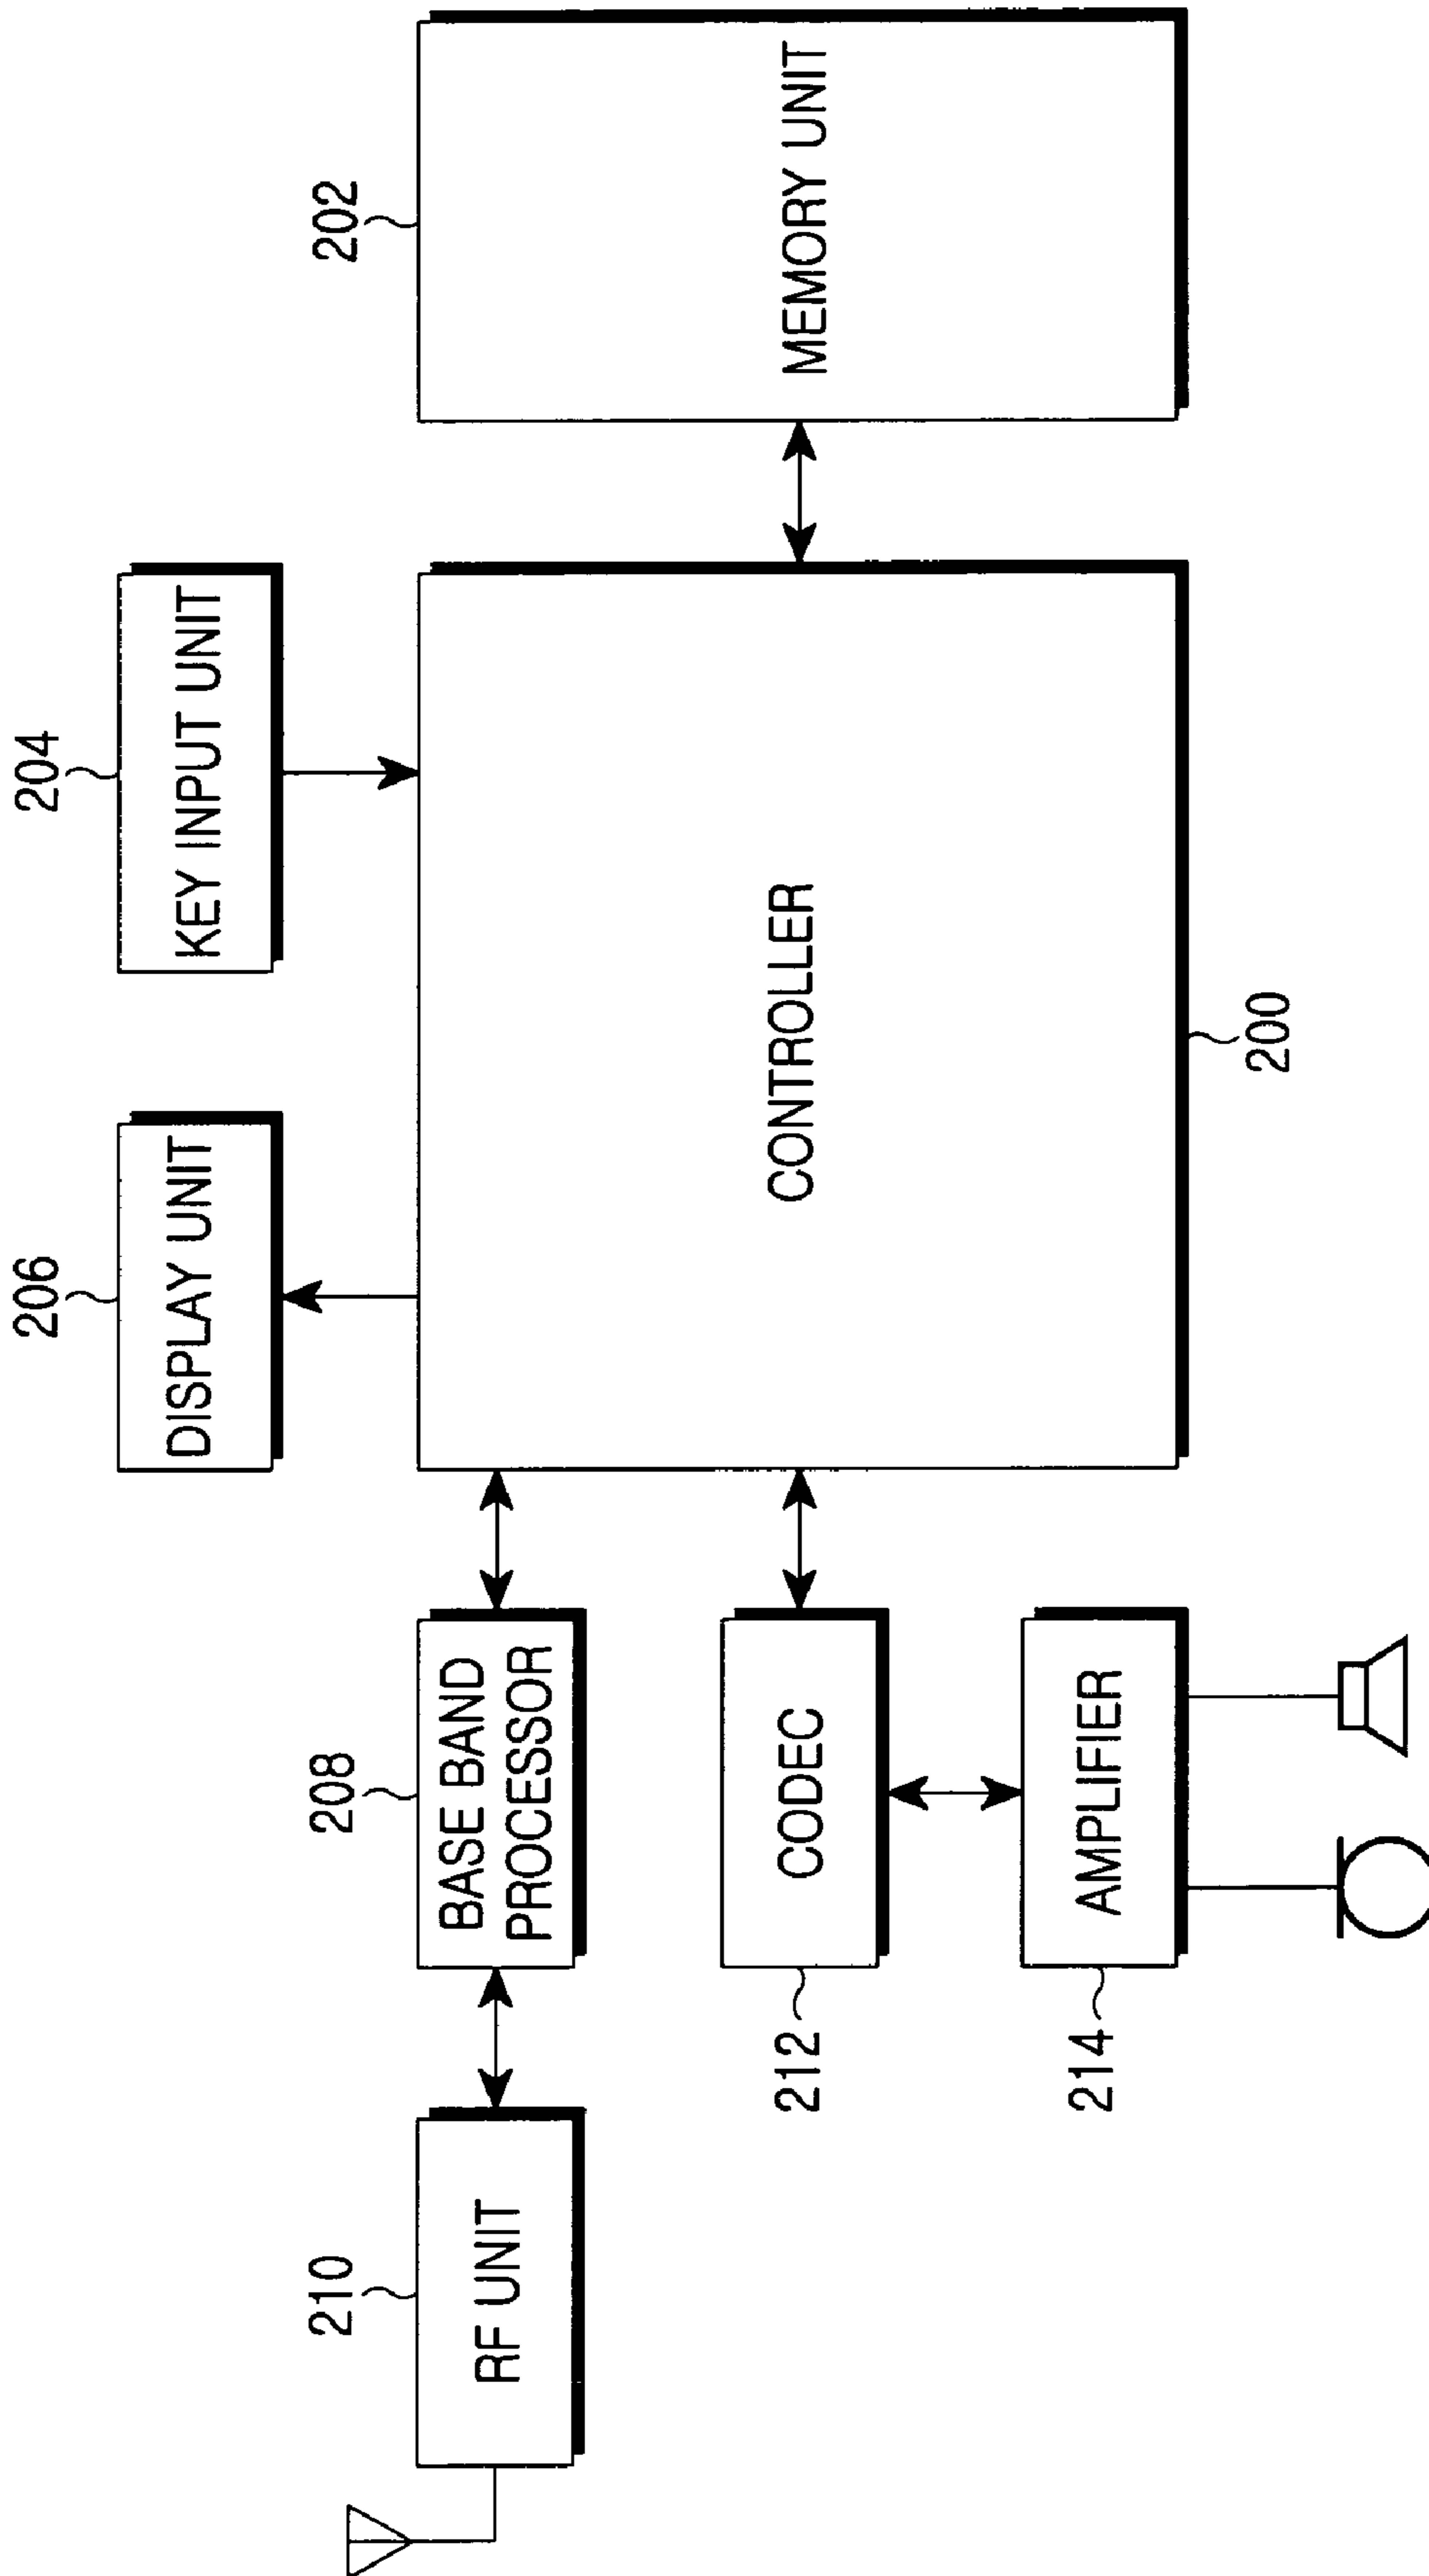 206
204
DISPLAY UNIT
KEY INPUT UNIT
210
208
202
RF UNIT
BASE BAND
PROCESSOR
CONTROLLER
MEMORY UNIT
212
CODEC
214
AMPLIFIER
200